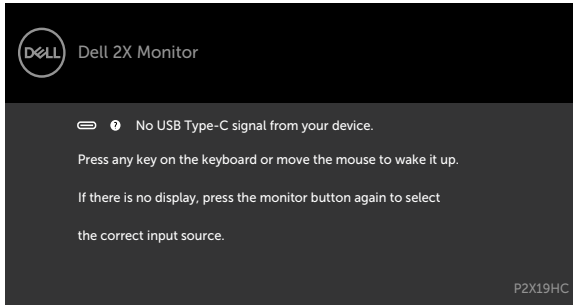 DELL
Dell 2X Monitor
? No USB Type-C signal from your device.
Press any key on the keyboard or move the mouse to wake it up.
If there is no display, press the monitor button again to select
the correct input source.
P2X19HC